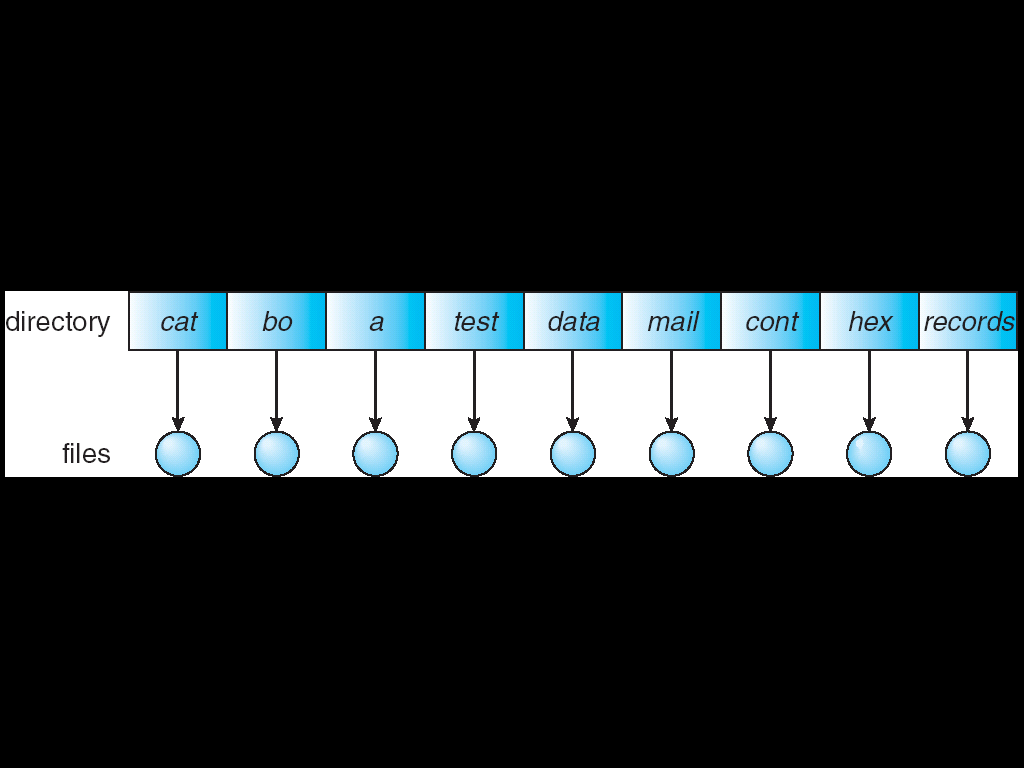 directory cat bo a test data mail cont hex records
files